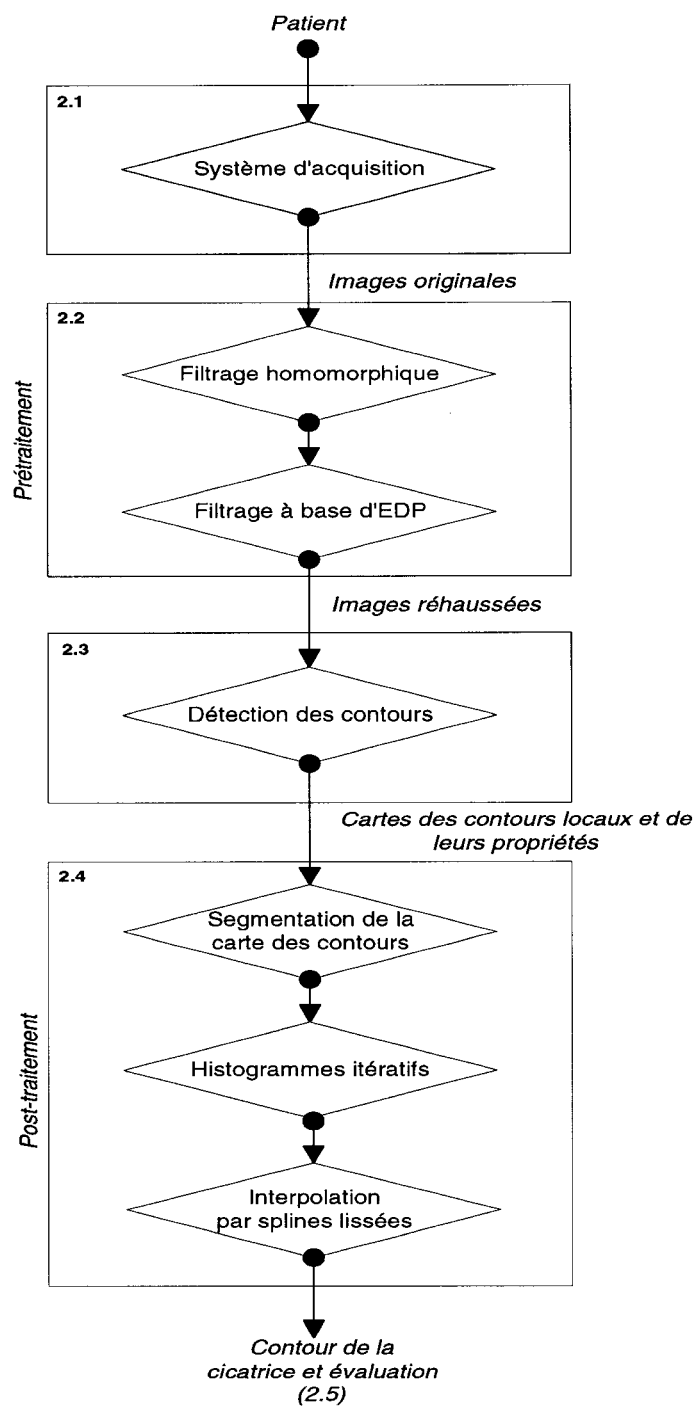 Patient
2.1
Système d'acquisition
Images originales
2.2
Prétraitement
Filtrage homomorphique
Filtrage à base d'EDP
Images réhaussées
2.3
Détection des contours
Cartes des contours locaux et de
leurs propriétés
2.4
Post-traitement
Segmentation de la
carte des contours
Histogrammes itératifs
Interpolation
par splines lissées
Contour de la
cicatrice et évaluation
(2.5)